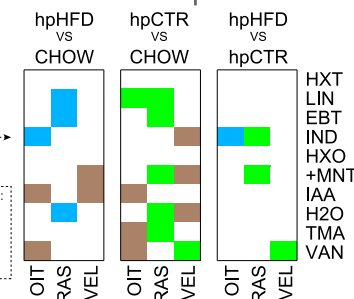 hpHFD hpCTR hpHFD
VS VS VS
CHOW CHOW hpCTR
HXT
LIN
EBT
IND
HXO
+MNT
IAA
H2O
TMA
VAN
OIT RAS VEL OIT RAS VEL OIT RAS VEL